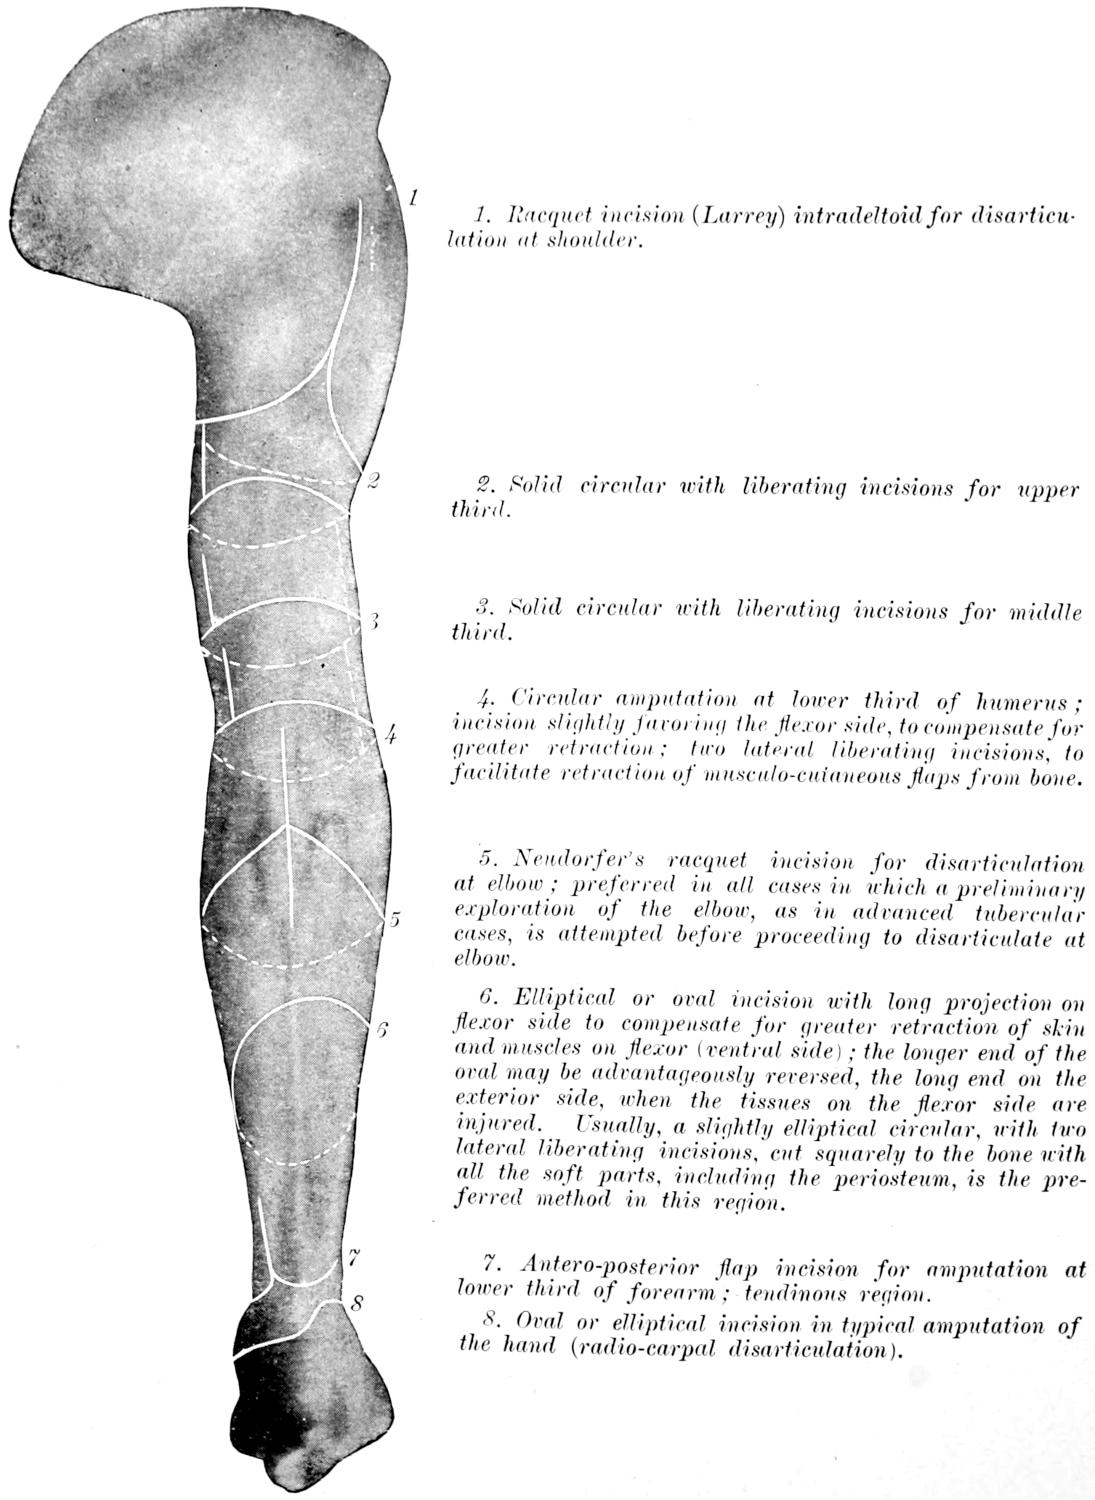 1
1. Racquet incision (Larrey) intradeltoid for disarticu-
lation at shoulder.
2
2. Solid circular with liberating incisions for upper
third.
3
3. Solid circular with liberating incisions for middle
third.
4
4. Circular amputation at lower third of humerus;
incision slightly favoring the flexor side, to compensate for
greater retraction; two lateral liberating incisions, to
facilitate retraction of musculo-cutaneous flaps from bone.
5
5. Neudorfer's racquet incision for disarticulation
at elbow; preferred in all cases in which a preliminary
exploration of the elbow, as in advanced tubercular
cases, is attempted before proceeding to disarticulate at
elbow.
6
6. Elliptical or oval incision with long projection on
flexor side to compensate for greater retraction of skin
and muscles on flexor (ventral side); the longer end of the
oval may be advantageously reversed, the long end on the
exterior side, when the tissues on the flexor side are
injured. Usually, a slightly elliptical circular, with two
lateral liberating incisions, cut squarely to the bone with
all the soft parts, including the periosteum, is the pre-
ferred method in this region.
7
7. Antero-posterior flap incision for amputation at
lower third of forearm; tendinous region.
8
8. Oval or elliptical incision in typical amputation of
the hand (radio-carpal disarticulation).